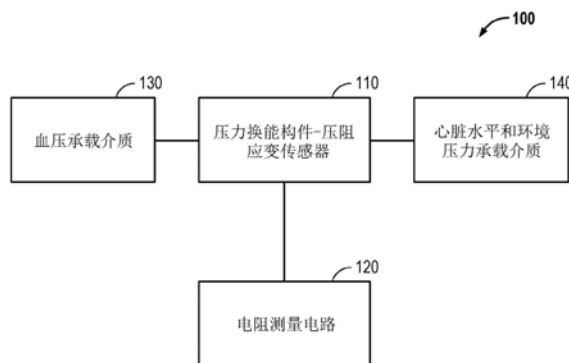 100
130
110
140
血压承载介质
压力换能构件-压阻
应变传感器
心脏水平和环境
压力承载介质
120
电阻测量电路